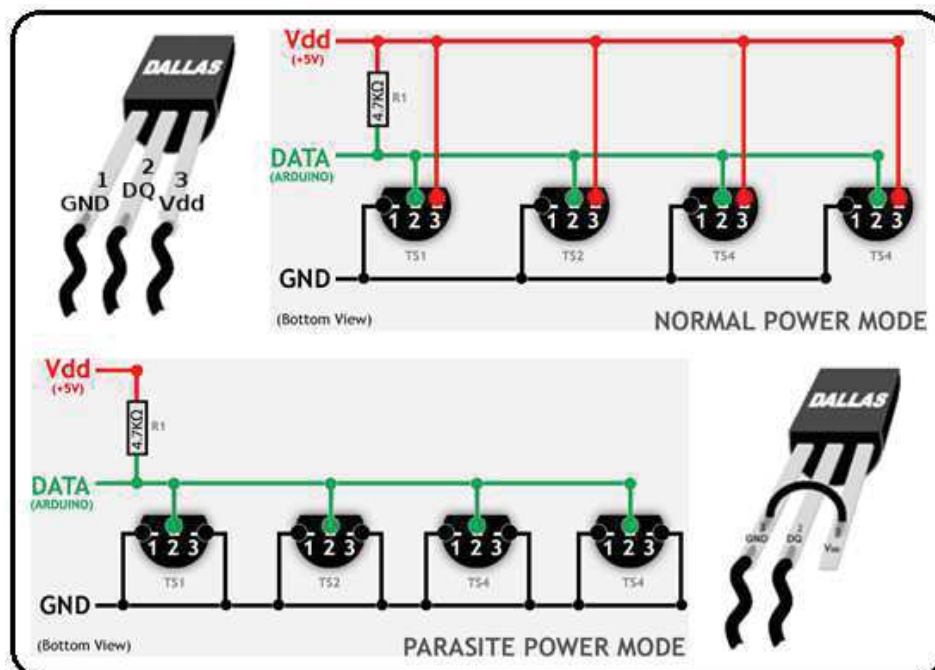 DALLAS
1
2
3
GND
DQ
Vdd
Vdd
(+5V)
4.7KΩ
R1
DATA
(ARDUINO)
1 2 3
1 2 3
1 2 3
1 2 3
TS1
TS2
TS4
TS4
GND
(Bottom View)
NORMAL POWER MODE
Vdd
(+5V)
4.7KΩ
R1
DATA
(ARDUINO)
1 2 3
1 2 3
1 2 3
1 2 3
TS1
TS2
TS4
TS4
GND
(Bottom View)
PARASITE POWER MODE
DALLAS
2
GND
DQ
Vdd